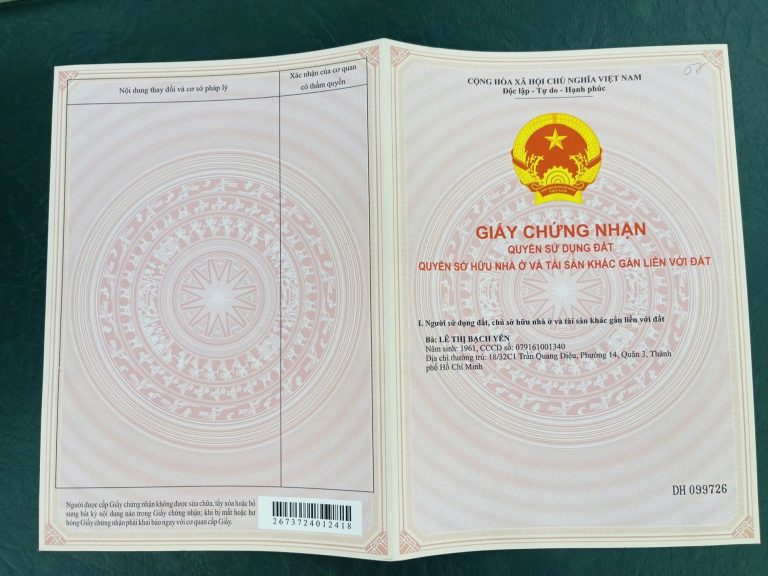 Nội dung thay đổi và cơ sở pháp lý
Xác nhận của cơ quan
có thẩm quyền
Người được cấp Giấy chứng nhận không được sửa chữa, tẩy xóa hoặc bổ
sung bất kỳ nội dung nào trong Giấy chứng nhận; khi bị mất hoặc hư
hỏng Giấy chứng nhận phải khai báo ngay với cơ quan cấp Giấy.
2673724012418
CỘNG HÒA XÃ HỘI CHỦ NGHĨA VIỆT NAM
Độc lập - Tự do - Hạnh phúc
VIỆT NAM
GIẤY CHỨNG NHẬN
QUYỀN SỬ DỤNG ĐẤT
QUYỀN SỞ HỮU NHÀ Ở VÀ TÀI SẢN KHÁC GẮN LIỀN VỚI ĐẤT
I. Người sử dụng đất, chủ sở hữu nhà ở và tài sản khác gắn liền với đất
Bà: LÊ THỊ BẠCH YẾN
Năm sinh: 1961, CCCD số: 079161001340
Địa chỉ thường trú: 18/32C1 Trần Quang Diệu, Phường 14, Quận 3, Thành
phố Hồ Chí Minh
DH 099726